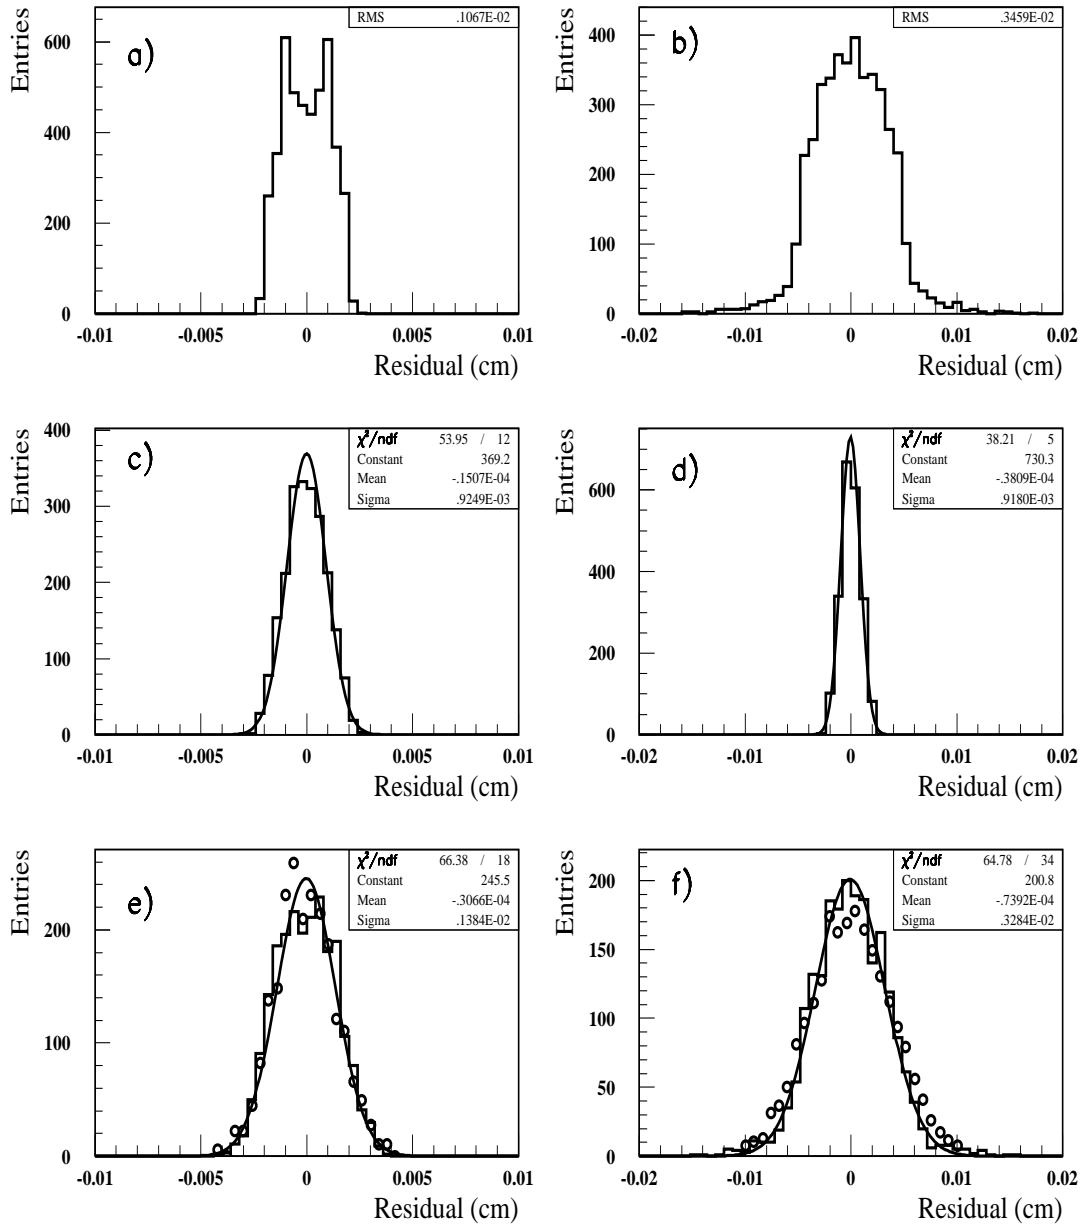 Entries
a)
RMS .1067E-02
600
400
200
0
-0.01 -0.005 0 0.005 0.01
Residual (cm)
Entries
b)
RMS .3459E-02
400
300
200
100
0
-0.02 -0.01 0 0.01 0.02
Residual (cm)
Entries
c)
χ²/ndf 53.95 / 12
Constant 369.2
Mean -.1507E-04
Sigma .9249E-03
400
300
200
100
0
-0.01 -0.005 0 0.005 0.01
Residual (cm)
Entries
d)
χ²/ndf 38.21 / 5
Constant 730.3
Mean -.3809E-04
Sigma .9180E-03
600
400
200
0
-0.02 -0.01 0 0.01 0.02
Residual (cm)
Entries
e)
χ²/ndf 66.38 / 18
Constant 245.5
Mean -.3066E-04
Sigma .1384E-02
200
100
0
-0.01 -0.005 0 0.005 0.01
Residual (cm)
Entries
f)
χ²/ndf 64.78 / 34
Constant 200.8
Mean -.7392E-04
Sigma .3284E-02
200
150
100
50
0
-0.02 -0.01 0 0.01 0.02
Residual (cm)